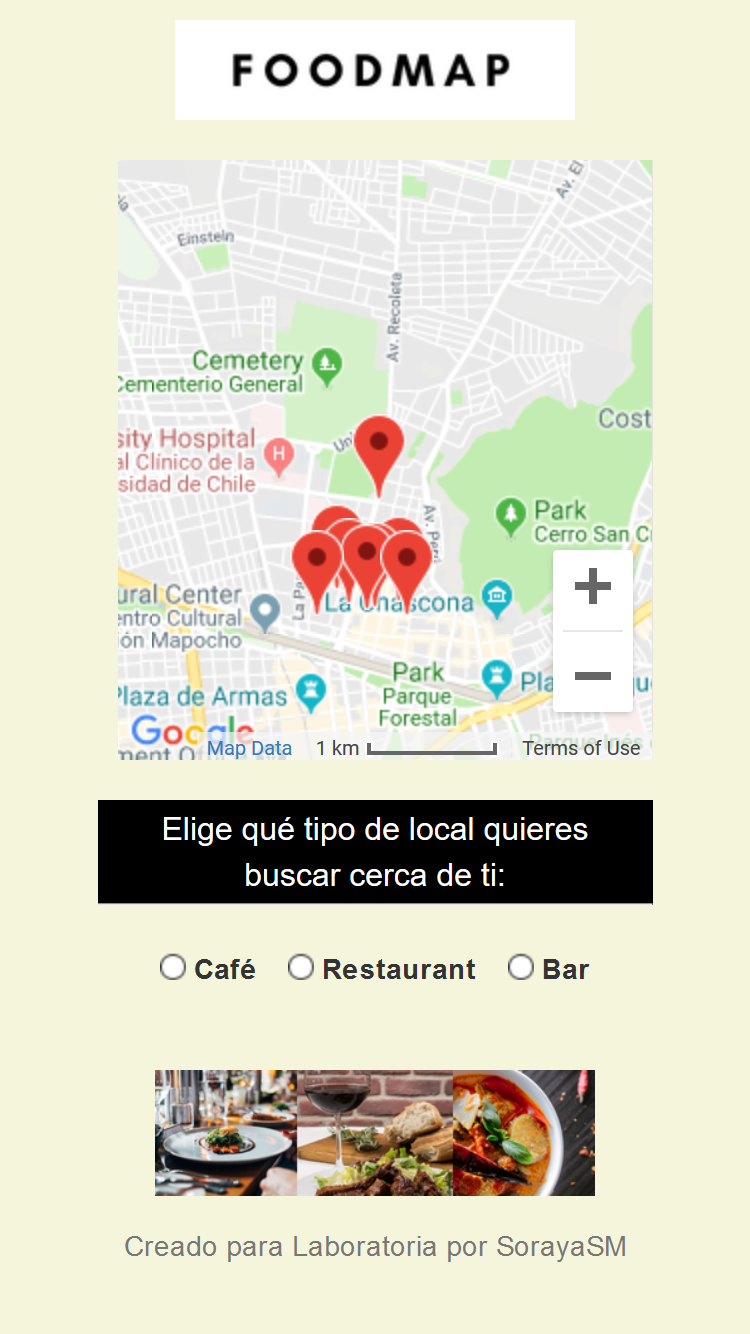 FOODMAP
Av. El
Einstein
Av. Recoleta
Cemetery
Cementerio General
Cost
sity Hospital
al Clínico de la
sidad de Chile
Av. Perú
Park
Cerro San C
ural Center
entro Cultural
ión Mapocho
La Chascona
Park
Parque
Forestal
Plaza de Armas
Google
Map Data
1 km
Terms of Use
Elige qué tipo de local quieres
buscar cerca de ti:
Café Restaurant Bar
Creado para Laboratoria por SorayaSM